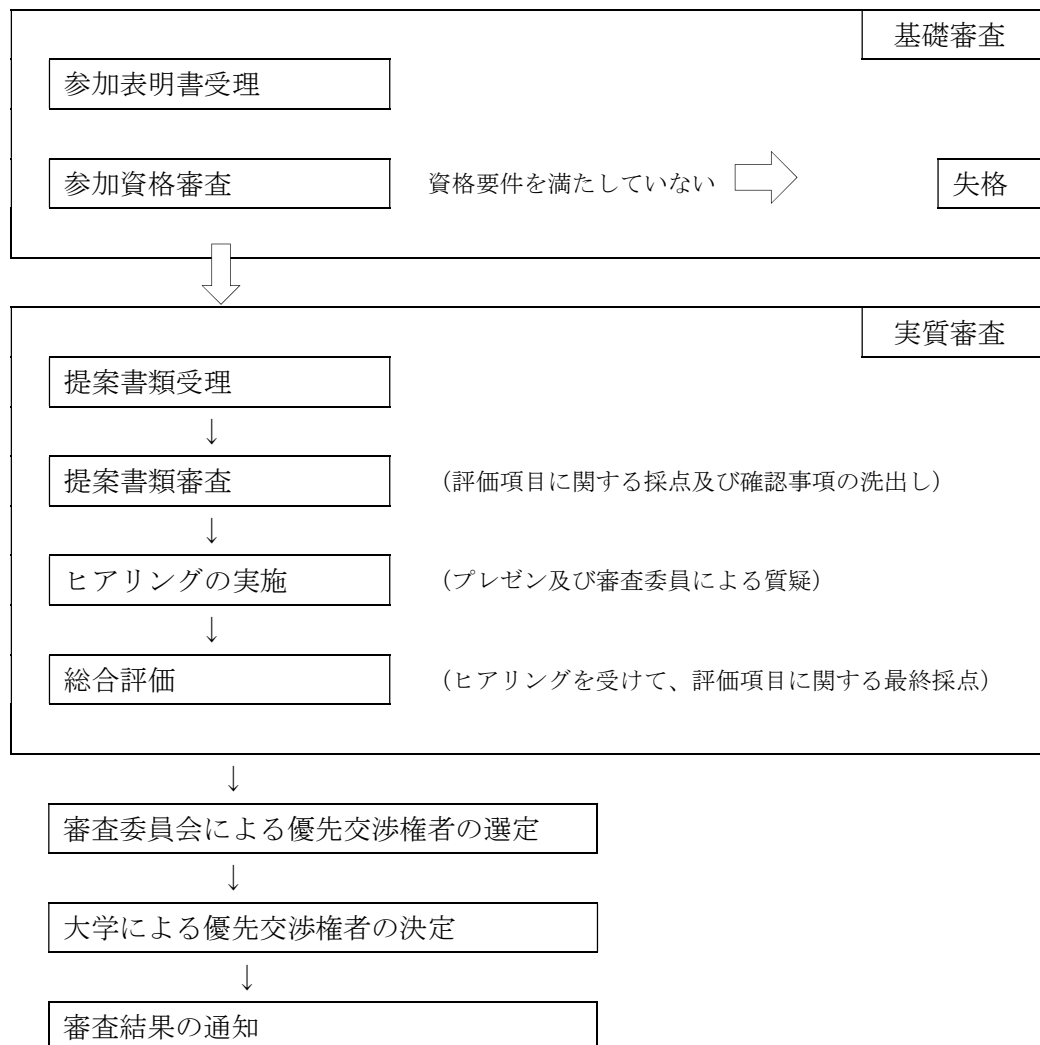 基礎審査
参加表明書受理
参加資格審査 資格要件を満たしていない 失格
実質審査
提案書類受理
↓
提案書類審査 （評価項目に関する採点及び確認事項の洗出し）
↓
ヒアリングの実施 （プレゼン及び審査委員による質疑）
↓
総合評価 （ヒアリングを受けて、評価項目に関する最終採点）
↓
審査委員会による優先交渉権者の選定
↓
大学による優先交渉権者の決定
↓
審査結果の通知